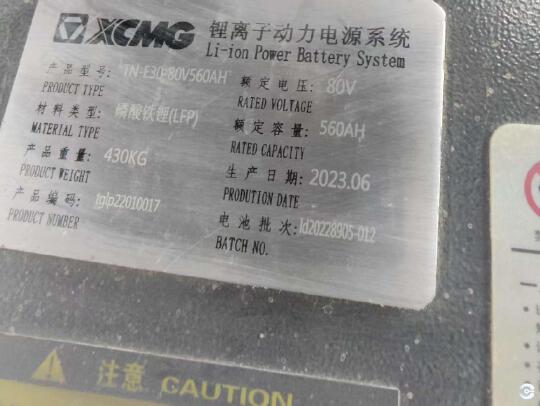 XCMG 锂离子动力电源系统
Li-ion Power Battery System
产品型号: TN-E30-80V560AH
PRODUCT TYPE
额定电压: 80V
RATED VOLTAGE
材料类型: 磷酸铁锂(LFP)
MATERIAL TYPE
额定容量: 560AH
RATED CAPACITY
产品重量: 430KG
PRODUCT WEIGHT
生产日期: 2023.06
PRODUTION DATE
产品编码: lglp22010017
PRODUCT NUMBER
电池批次: ld20228905-012
BATCH NO.
注意 CAUTION